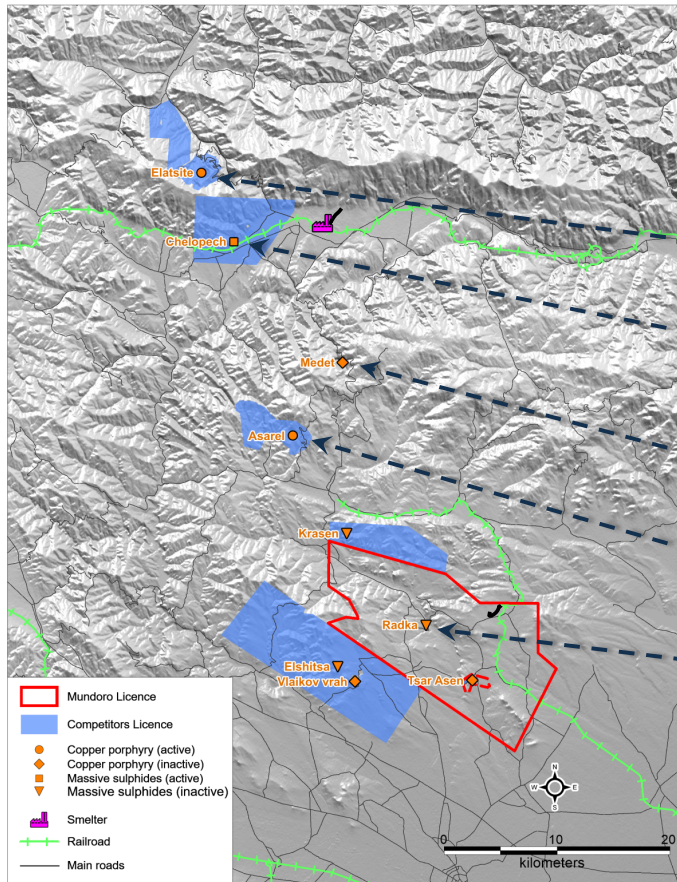 Elatsite
Chelopech
Medet
Asarel
Krasen
Radka
Elshitsa
Vlaikov vrah
Tsar Asen
Mundoro Licence
Competitors Licence
Copper porphyry (active)
Copper porphyry (inactive)
Massive sulphides (active)
Massive sulphides (inactive)
Smelter
Railroad
Main roads
N
W E
S
0 10 20
kilometers